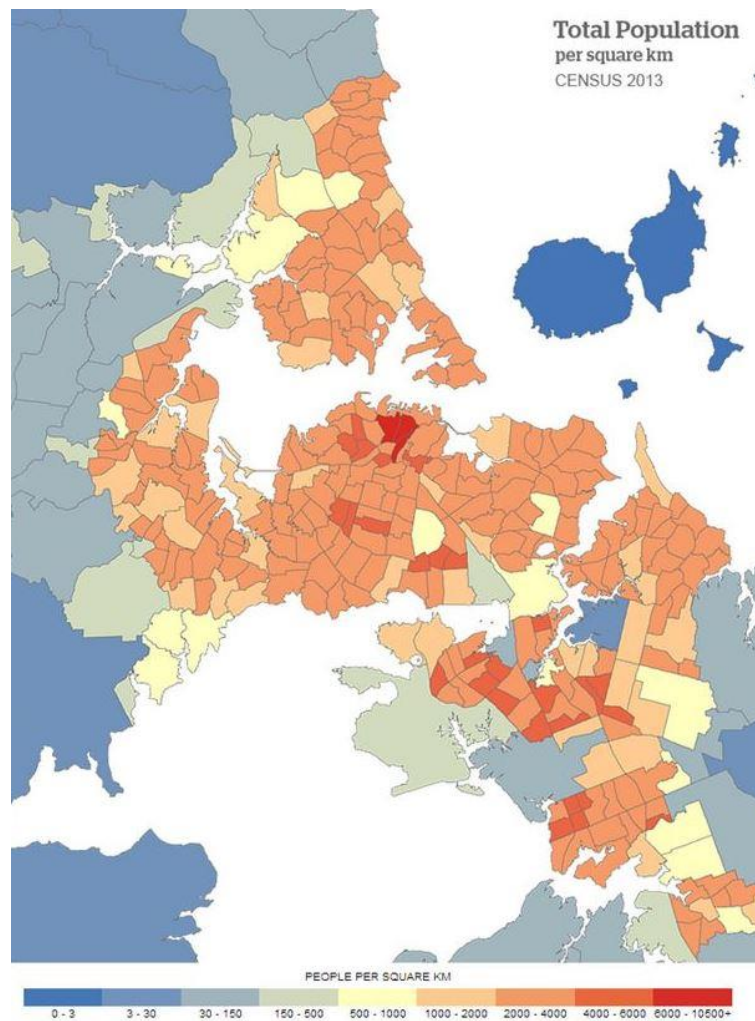 Total Population
per square km
CENSUS 2013
PEOPLE PER SQUARE KM
0 - 3 3 - 30 30 - 150 150 - 500 500 - 1000 1000 - 2000 2000 - 4000 4000 - 6000 6000 - 10500+